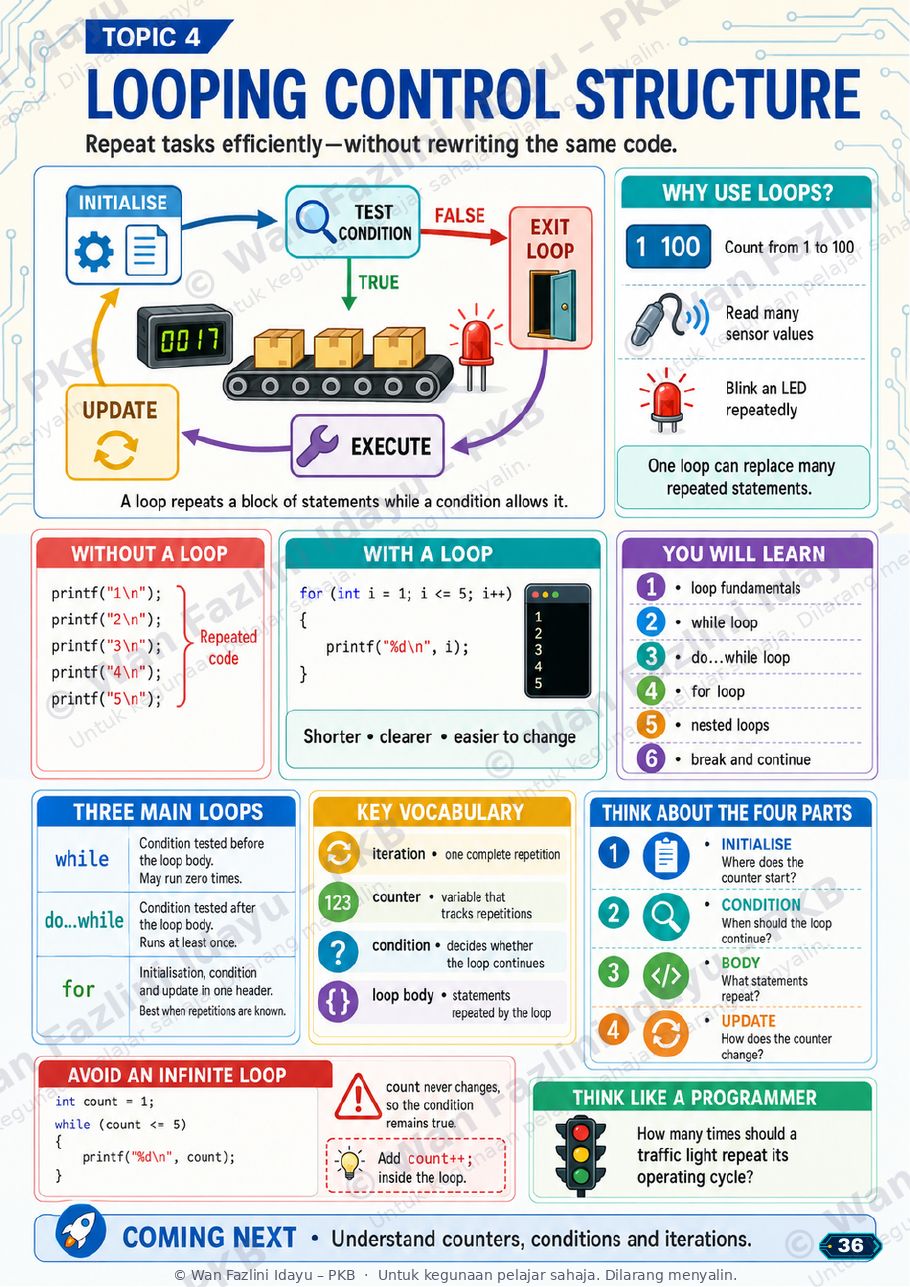 TOPIC 4
LOOPING CONTROL STRUCTURE
Repeat tasks efficiently—without rewriting the same code.
INITIALISE
TEST
CONDITION
FALSE
EXIT
LOOP
TRUE
0017
UPDATE
EXECUTE
A loop repeats a block of statements while a condition allows it.
WHY USE LOOPS?
1 100
Count from 1 to 100
Read many
sensor values
Blink an LED
repeatedly
One loop can replace many
repeated statements.
WITHOUT A LOOP
printf("1\n");
printf("2\n");
printf("3\n");
printf("4\n");
printf("5\n");
Repeated
code
WITH A LOOP
for (int i = 1; i <= 5; i++)
{
printf("%d\n", i);
}
1
2
3
4
5
Shorter • clearer • easier to change
YOU WILL LEARN
1 • loop fundamentals
2 • while loop
3 • do...while loop
4 • for loop
5 • nested loops
6 • break and continue
THREE MAIN LOOPS
while
Condition tested before
the loop body.
May run zero times.
do...while
Condition tested after
the loop body.
Runs at least once.
for
Initialisation, condition
and update in one header.
Best when repetitions are known.
KEY VOCABULARY
iteration • one complete repetition
123
counter • variable that
tracks repetitions
?
condition • decides whether
the loop continues
{}
loop body • statements
repeated by the loop
THINK ABOUT THE FOUR PARTS
1 • INITIALISE
Where does the
counter start?
2 • CONDITION
When should the loop
continue?
3 </> • BODY
What statements
repeat?
4 • UPDATE
How does the counter
change?
AVOID AN INFINITE LOOP
int count = 1;
while (count <= 5)
{
printf("%d\n", count);
}
count never changes,
so the condition
remains true.
Add count++;
inside the loop.
THINK LIKE A PROGRAMMER
How many times should a
traffic light repeat its
operating cycle?
COMING NEXT • Understand counters, conditions and iterations.
36
© Wan Fazlini Idayu – PKB · Untuk kegunaan pelajar sahaja. Dilarang menyalin.